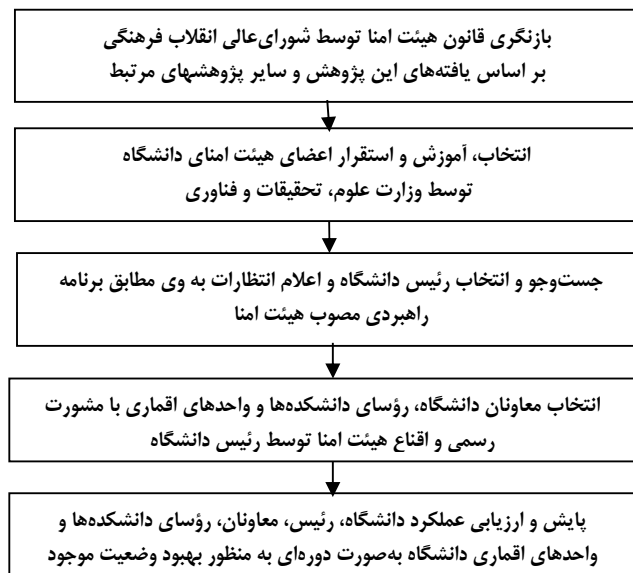 بازنگری قانون هیئت امنا توسط شورای‌عالی انقلاب فرهنگی
بر اساس یافته‌های این پژوهش و سایر پژوهشهای مرتبط
انتخاب، آموزش و استقرار اعضای هیئت امنای دانشگاه
توسط وزارت علوم، تحقیقات و فناوری
جست‌وجو و انتخاب رئیس دانشگاه و اعلام انتظارات به وی مطابق برنامه
راهبردی مصوب هیئت امنا
انتخاب معاونان دانشگاه، رؤسای دانشکده‌ها و واحدهای اقماری با مشورت
رسمی و اقناع هیئت امنا توسط رئیس دانشگاه
پایش و ارزیابی عملکرد دانشگاه، رئیس، معاونان، رؤسای دانشکده‌ها و
واحدهای اقماری دانشگاه به‌صورت دوره‌ای به منظور بهبود وضعیت موجود